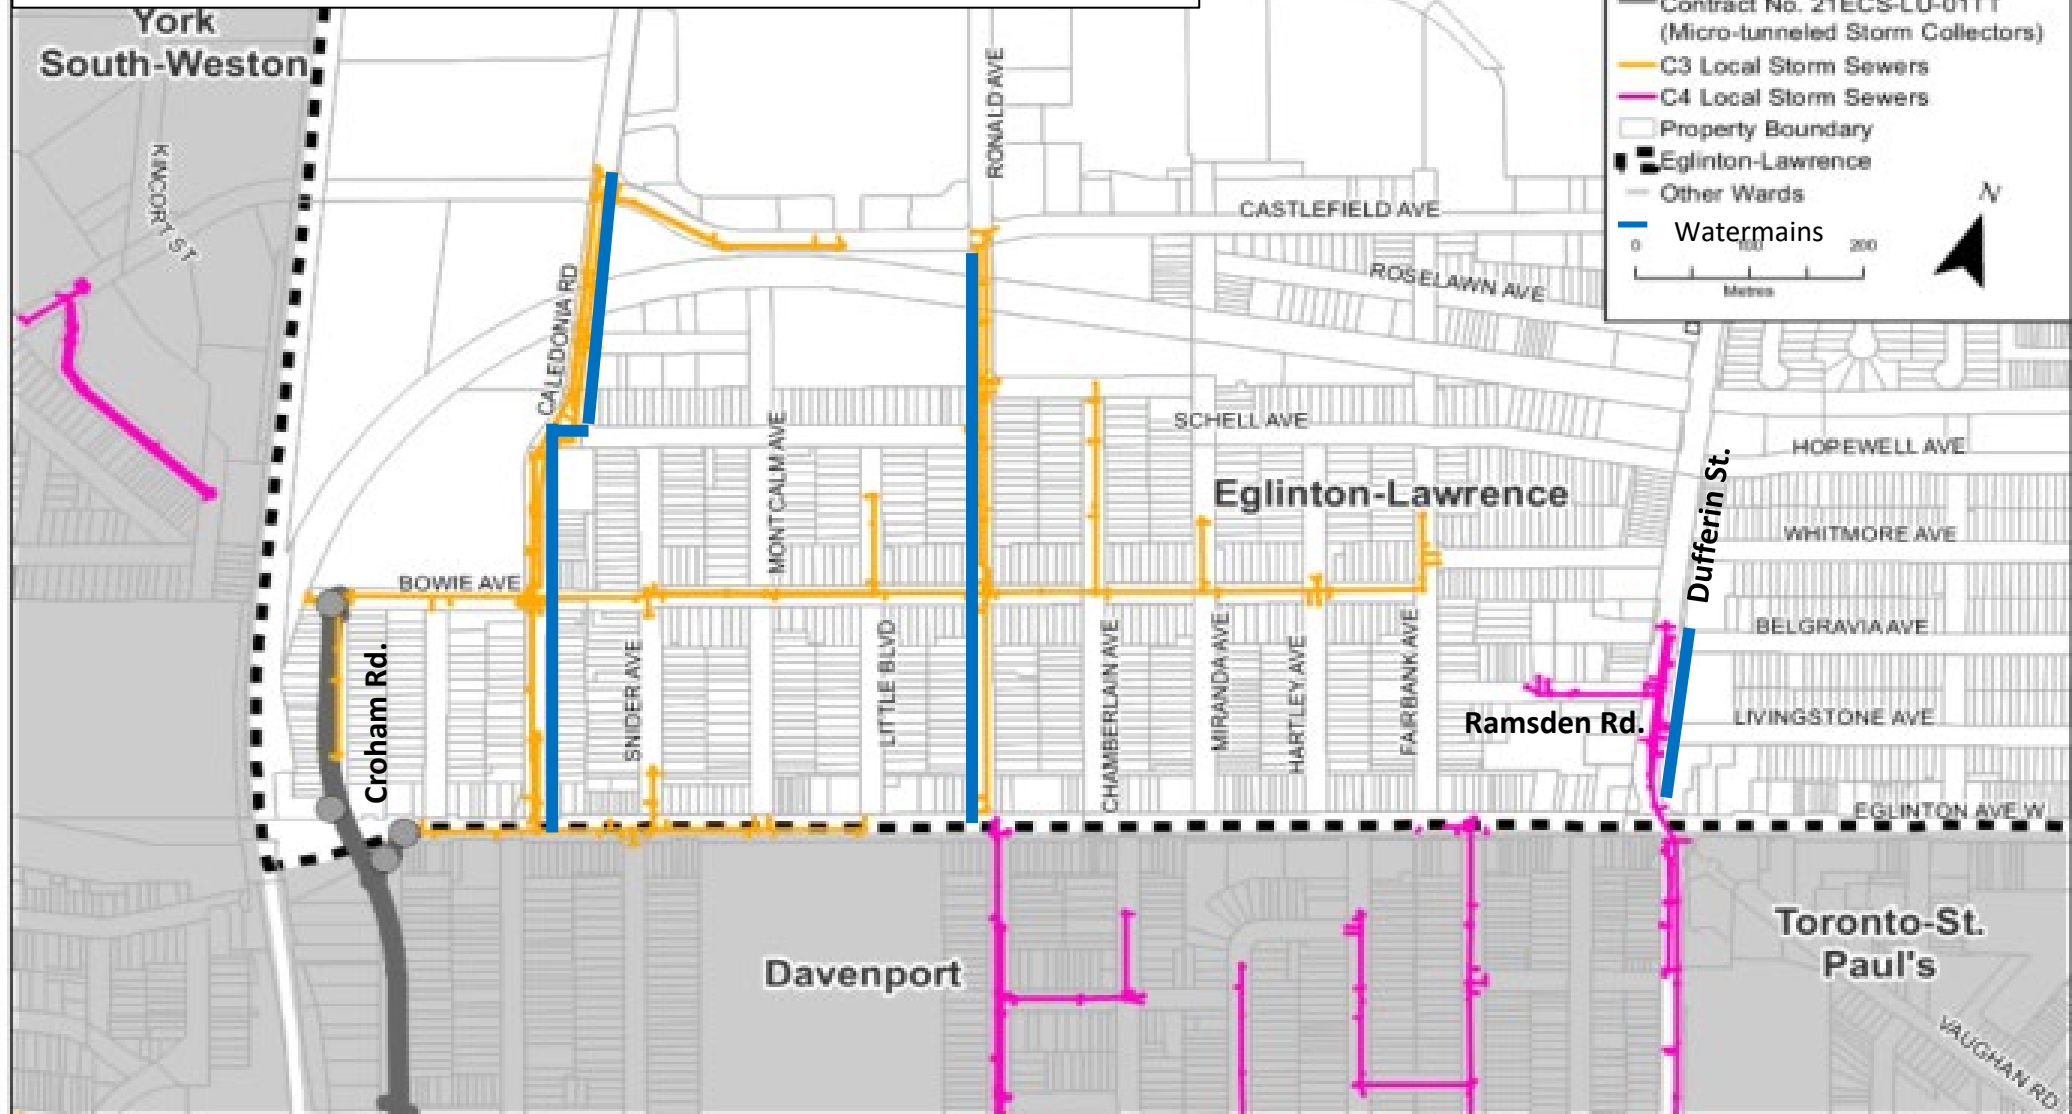 York
South-Weston
KINCORT ST
CALEDONIA RD
RONALD AVE
Contract No. 21ECS-LU-01TT
(Micro-tunneled Storm Collectors)
C3 Local Storm Sewers
C4 Local Storm Sewers
Property Boundary
Eglinton-Lawrence
Other Wards
Watermains
N
0 100 200
Metres
CASTLEFIELD AVE
ROSELAWN AVE
SCHELL AVE
HOPEWELL AVE
MONTCALM AVE
Eglinton-Lawrence
Dufferin St.
WHITMORE AVE
BOWIE AVE
BELGRAVIA AVE
Croham Rd.
SNIDER AVE
LITTLE BLVD
CHAMBERLAIN AVE
MIRANDA AVE
HARTLEY AVE
FAIRBANK AVE
Ramsden Rd.
LIVINGSTONE AVE
EGLINTON AVE W
Davenport
Toronto-St.
Paul's
VAUGHAN RD